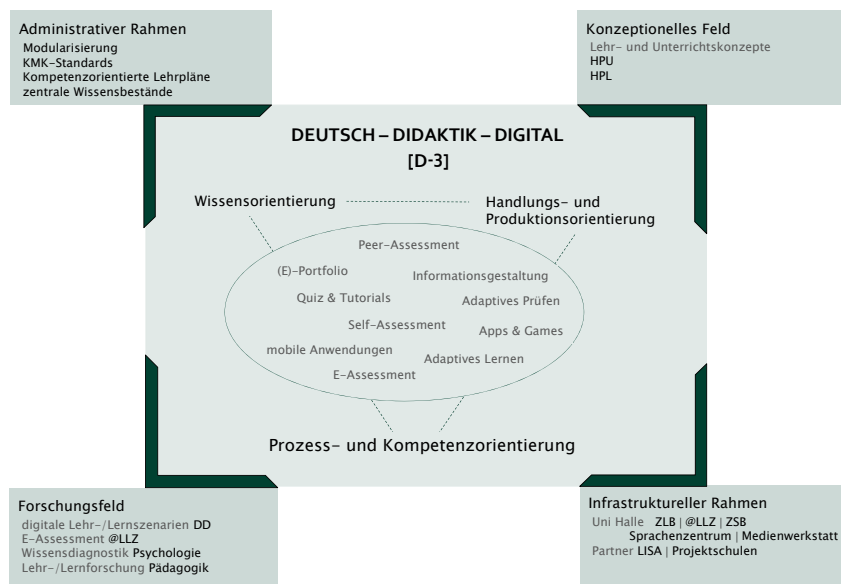 Administrativer Rahmen
Modularisierung
KMK-Standards
Kompetenzorientierte Lehrpläne
zentrale Wissensbestände
Konzeptionelles Feld
Lehr- und Unterrichtskonzepte
HPU
HPL
DEUTSCH – DIDAKTIK – DIGITAL
[D-3]
Wissensorientierung
Handlungs- und
Produktionsorientierung
Peer-Assessment
(E)-Portfolio
Informationsgestaltung
Quiz & Tutorials
Adaptives Prüfen
Self-Assessment
Apps & Games
mobile Anwendungen
Adaptives Lernen
E-Assessment
Prozess- und Kompetenzorientierung
Forschungsfeld
digitale Lehr-/Lernszenarien DD
E-Assessment @LLZ
Wissensdiagnostik Psychologie
Lehr-/Lernforschung Pädagogik
Infrastruktureller Rahmen
Uni Halle ZLB | @LLZ | ZSB
Sprachenzentrum | Medienwerkstatt
Partner LISA | Projektschulen